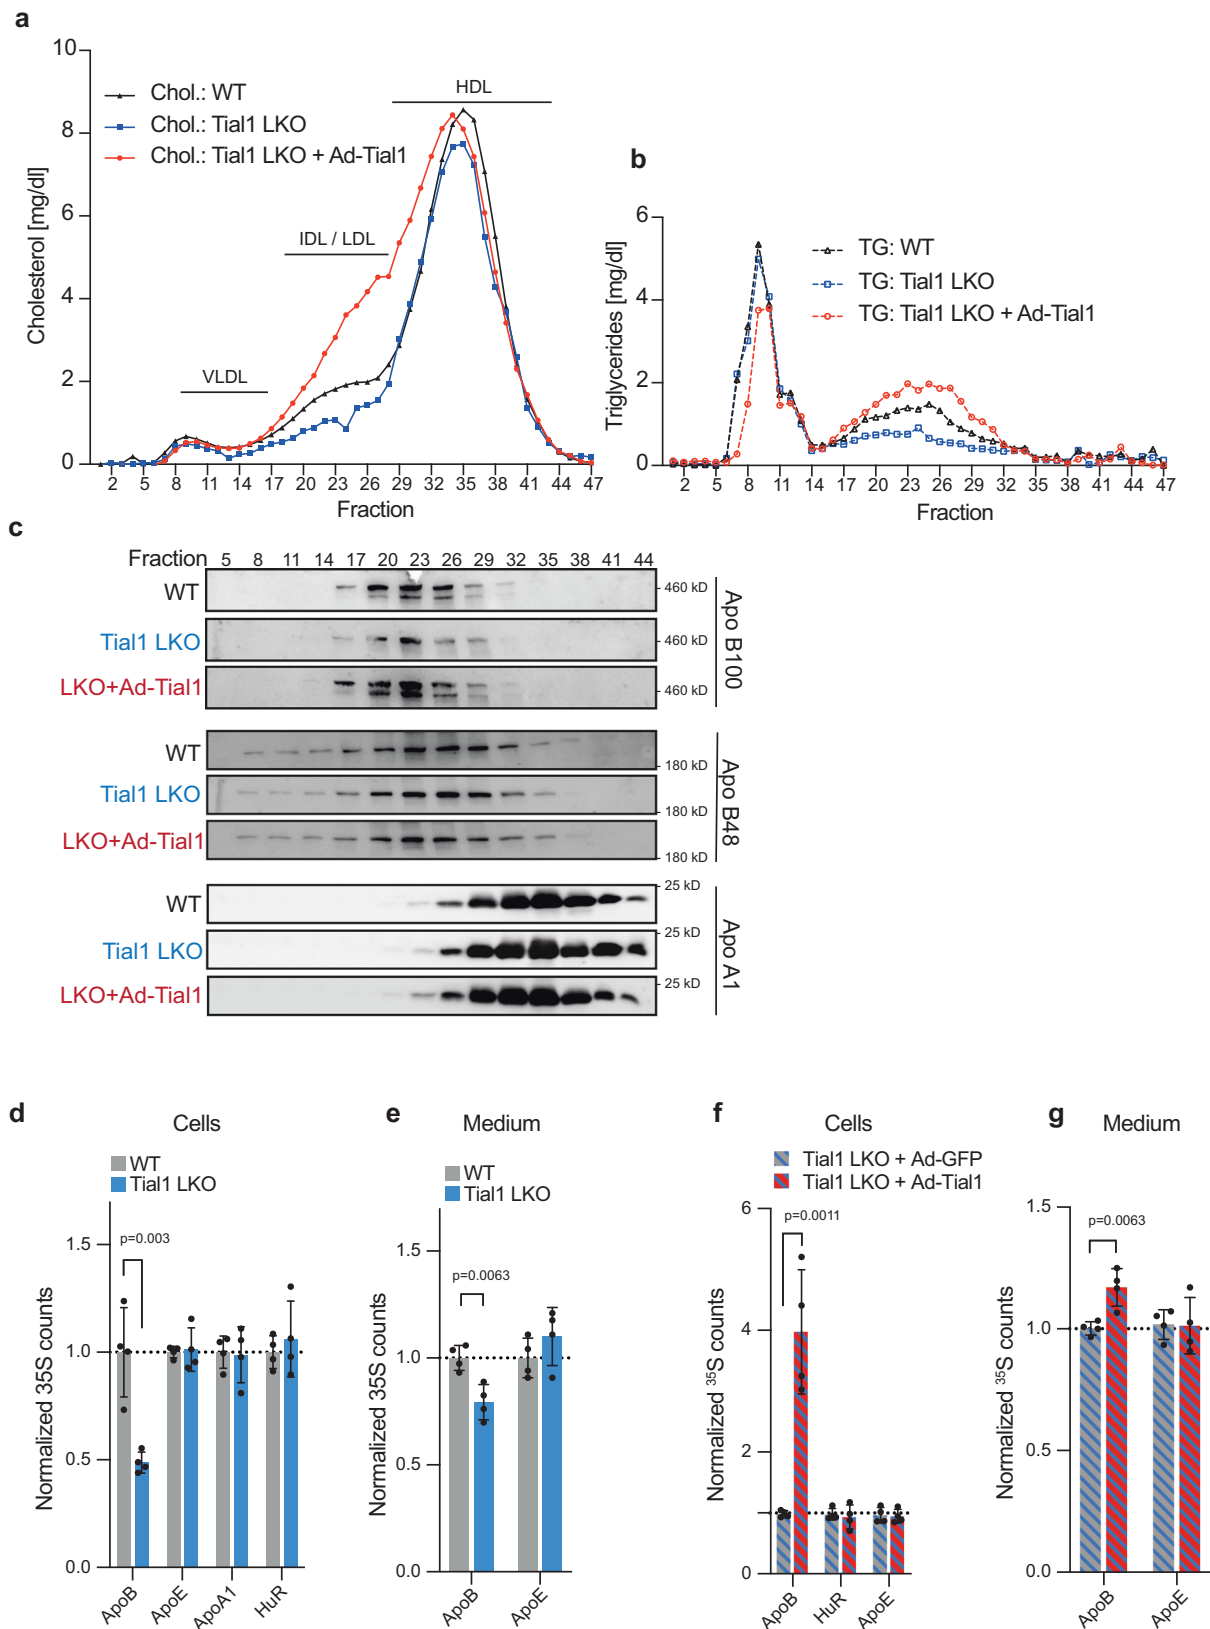 a
10
8
6
4
2
0
Cholesterol [mg/dl]
Chol.: WT
Chol.: Tial1 LKO
Chol.: Tial1 LKO + Ad-Tial1
VLDL
IDL / LDL
HDL
2 5 8 11 14 17 20 23 26 29 32 35 38 41 44 47
Fraction
b
6
4
2
0
Triglycerides [mg/dl]
TG: WT
TG: Tial1 LKO
TG: Tial1 LKO + Ad-Tial1
2 5 8 11 14 17 20 23 26 29 32 35 38 41 44 47
Fraction
c
Fraction 5 8 11 14 17 20 23 26 29 32 35 38 41 44
WT
460 kD
Tial1 LKO
460 kD
LKO+Ad-Tial1
460 kD
Apo B100
WT
180 kD
Tial1 LKO
180 kD
LKO+Ad-Tial1
180 kD
Apo B48
WT
25 kD
Tial1 LKO
25 kD
LKO+Ad-Tial1
25 kD
Apo A1
d
Cells
WT
Tial1 LKO
p=0.003
1.5
1.0
0.5
0.0
Normalized 35S counts
ApoB
ApoE
ApoA1
HuR
e
Medium
WT
Tial1 LKO
p=0.0063
1.5
1.0
0.5
0.0
Normalized 35S counts
ApoB
ApoE
f
Cells
Tial1 LKO + Ad-GFP
Tial1 LKO + Ad-Tial1
p=0.0011
6
4
2
0
Normalized ³⁵S counts
ApoB
HuR
ApoE
g
Medium
p=0.0063
1.5
1.0
0.5
0.0
Normalized ³⁵S counts
ApoB
ApoE